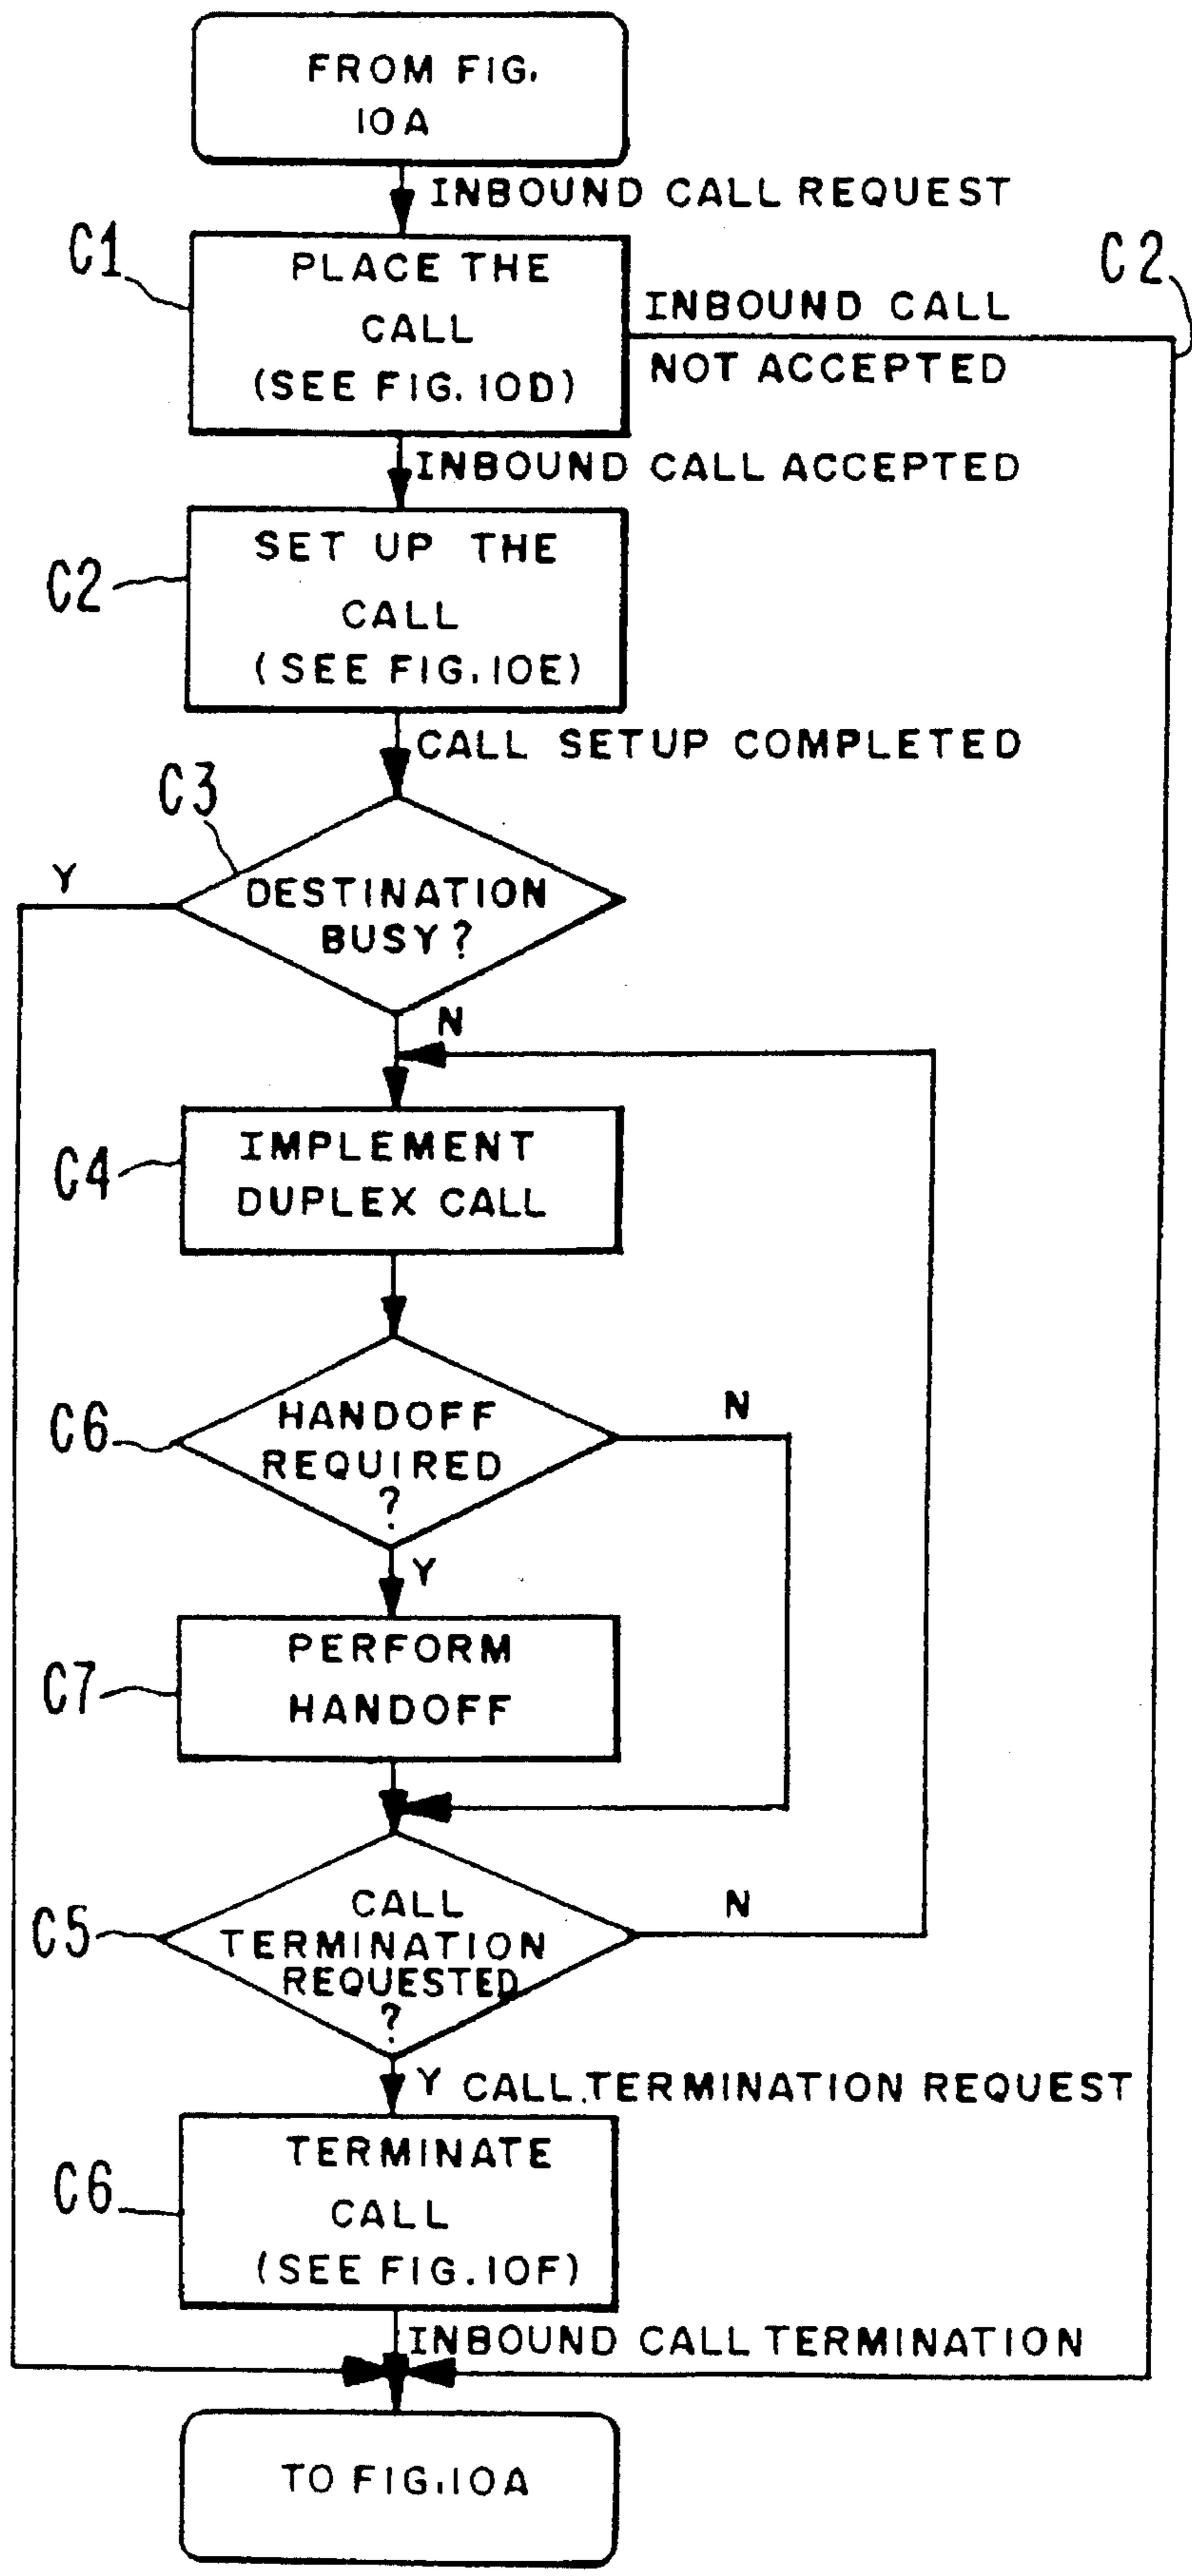 FROM FIG.
10A
INBOUND CALL REQUEST
C1
PLACE THE
CALL
(SEE FIG. 10D)
INBOUND CALL
NOT ACCEPTED
C2
INBOUND CALL ACCEPTED
C2
SET UP THE
CALL
(SEE FIG. 10E)
CALL SETUP COMPLETED
C3
Y
DESTINATION
BUSY?
N
C4
IMPLEMENT
DUPLEX CALL
C6
HANDOFF
REQUIRED
?
N
Y
C7
PERFORM
HANDOFF
C5
CALL
TERMINATION
REQUESTED
?
N
Y CALL TERMINATION REQUEST
C6
TERMINATE
CALL
(SEE FIG. 10F)
INBOUND CALL TERMINATION
TO FIG. 10A